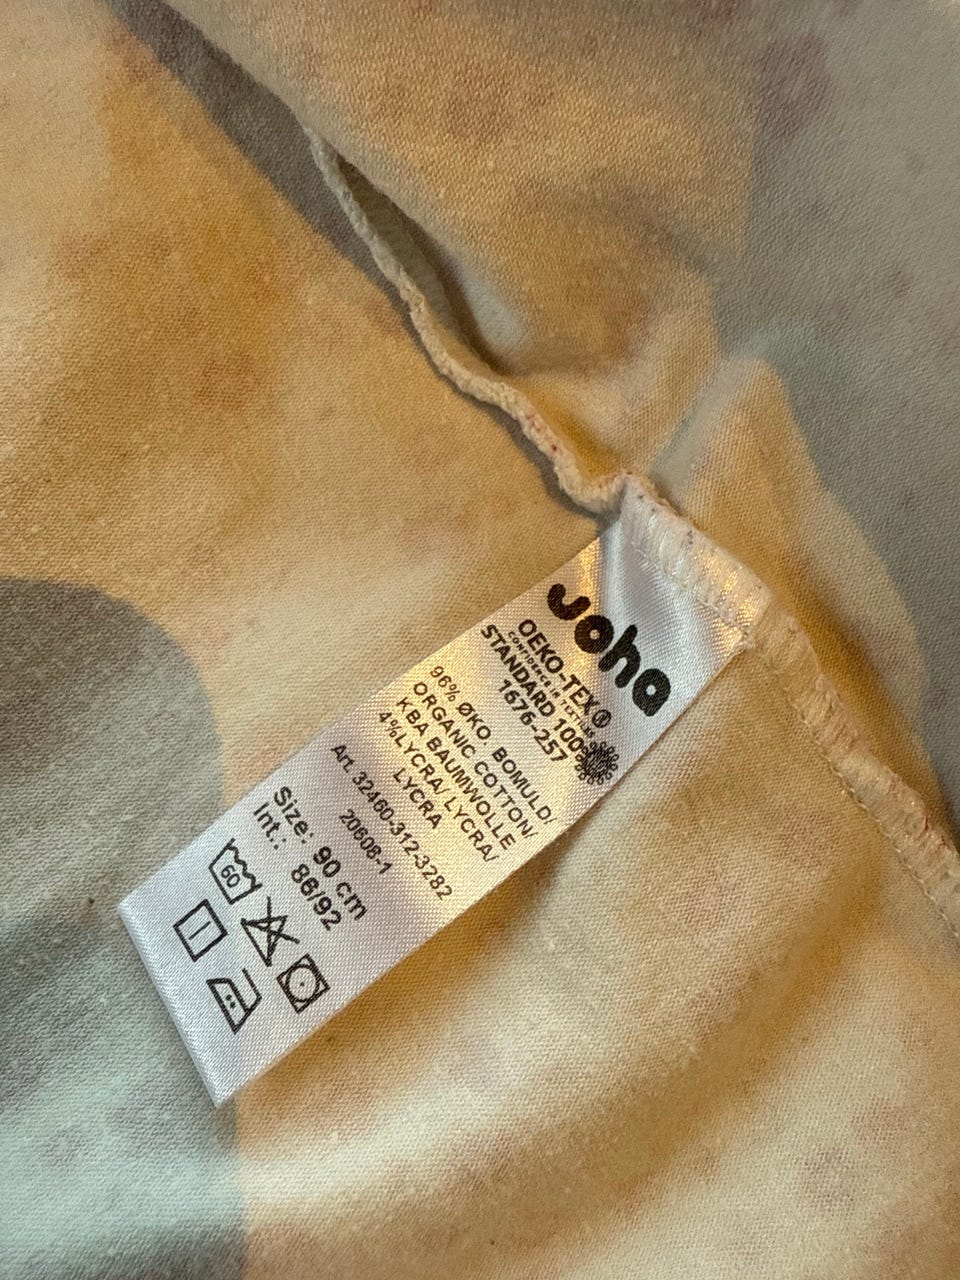 Joha
OEKO-TEX®
CONFIDENCE IN TEXTILES
STANDARD 100
1676-257
96% ØKO. BOMULD/
ORGANIC COTTON/
KBA BAUMWOLLE
4%LYCRA/ LYCRA/
LYCRA
Art. 32460-312-3282
20608-1
Size: 90 cm
Int.: 86/92
60